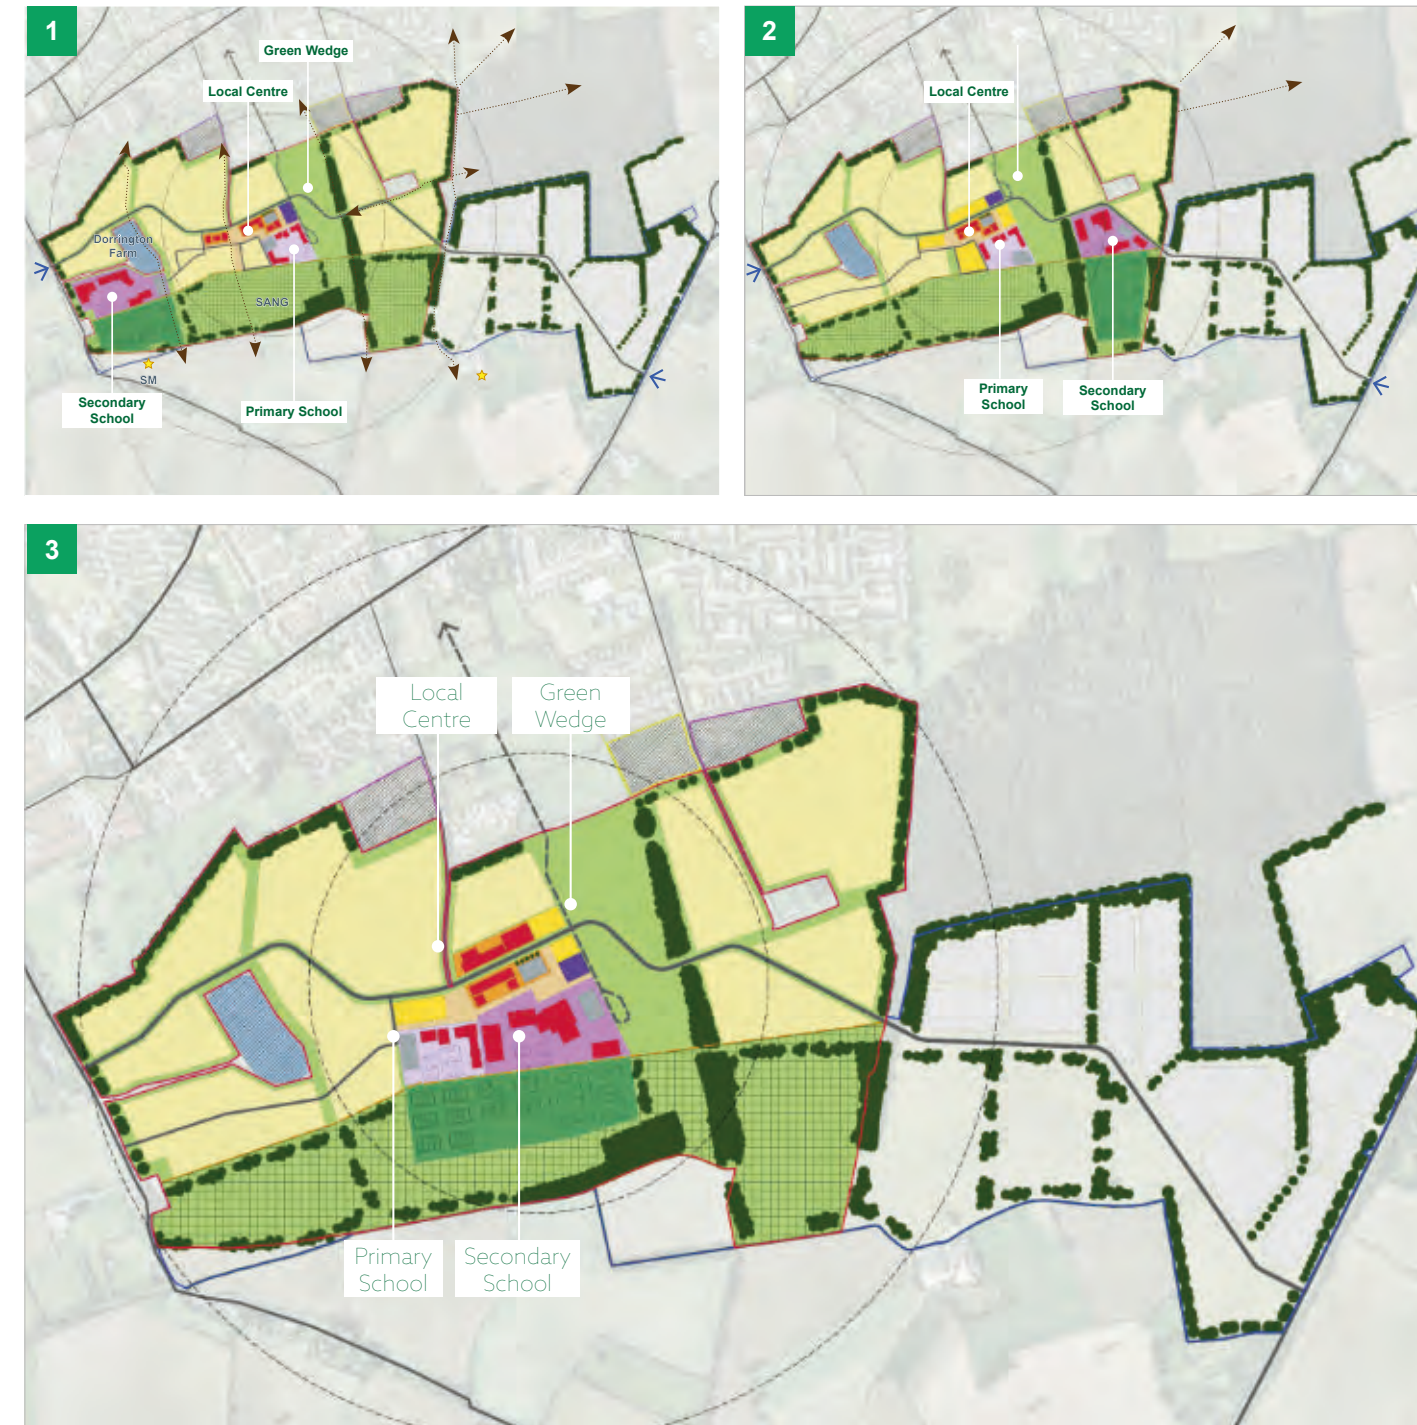 1
Green Wedge
Local Centre
Dorrington
Farm
SANG
SM
Secondary
School
Primary School
2
Local Centre
Primary
School
Secondary
School
3
Local
Centre
Green
Wedge
Primary
School
Secondary
School